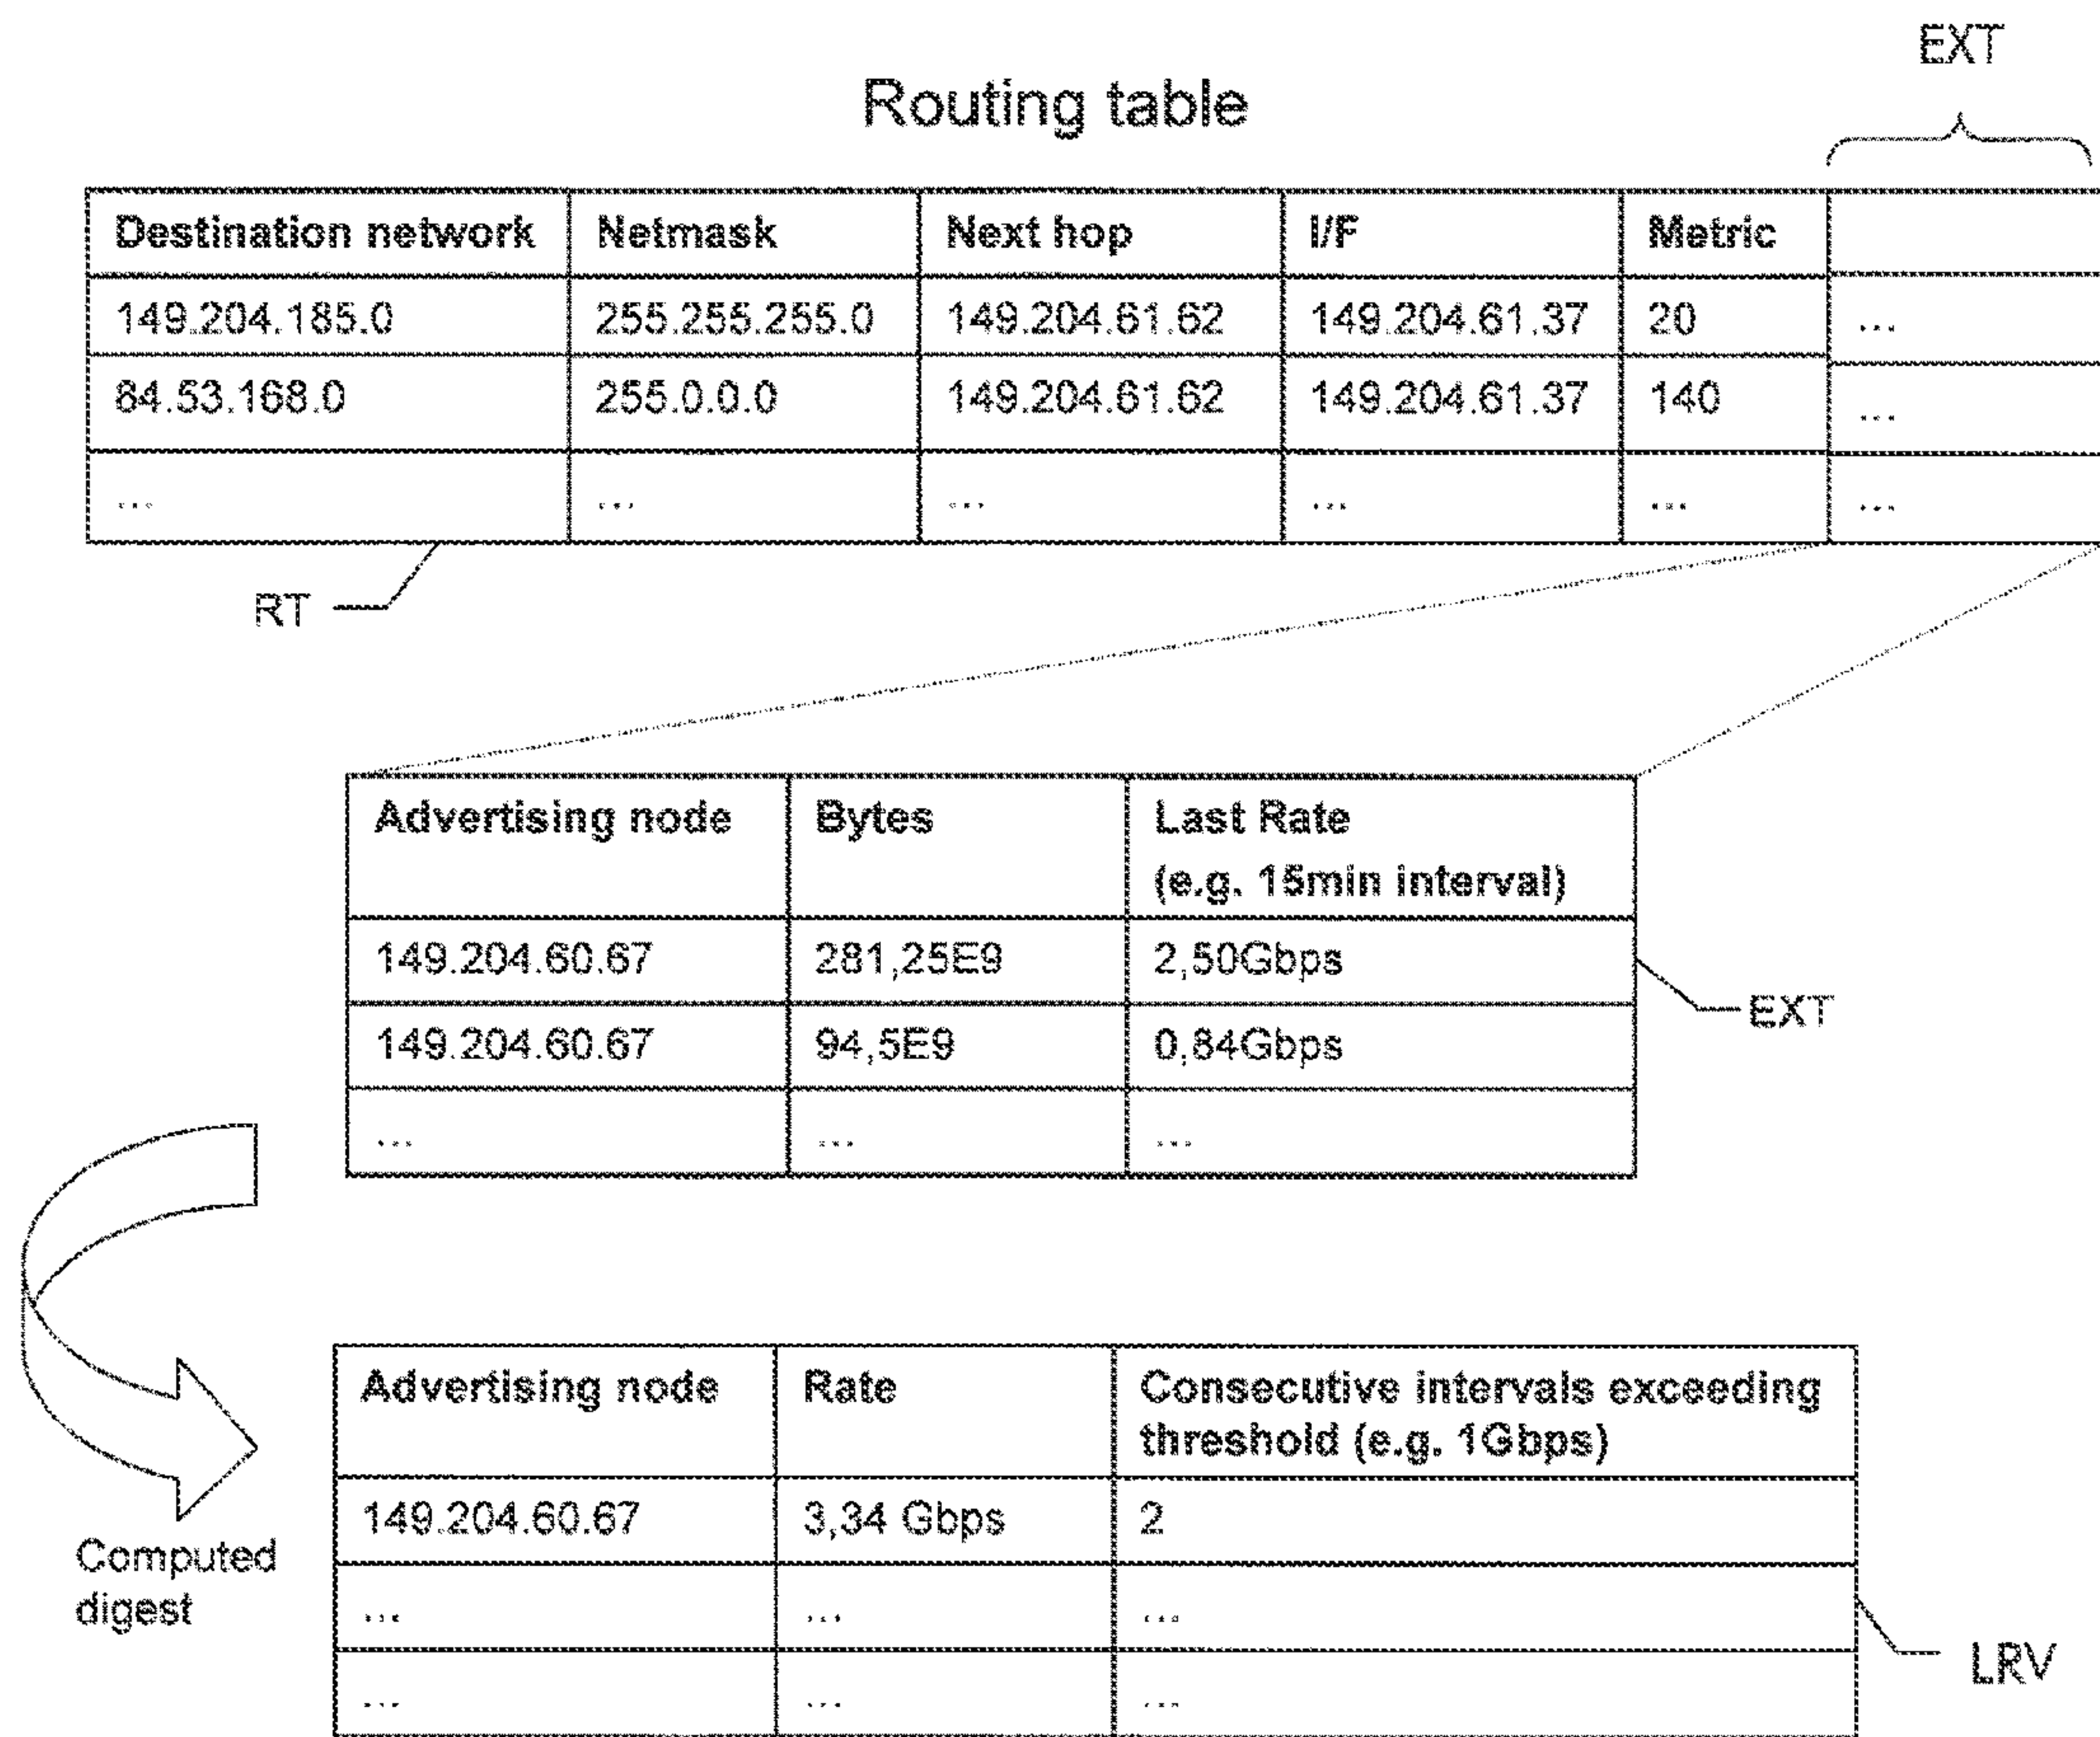 EXT
Routing table
Destination network Netmask Next hop I/F Metric
149.204.185.0 255.255.255.0 149.204.61.62 149.204.61.37 20 ...
84.53.168.0 255.0.0.0 149.204.61.62 149.204.61.37 140 ...
... ... ... ... ... ...
RT
Advertising node Bytes Last Rate
(e.g. 15min interval)
149.204.60.67 281,25E9 2,50Gbps
EXT
149.204.60.67 94,5E9 0,84Gbps
... ... ...
Advertising node Rate Consecutive intervals exceeding
threshold (e.g. 1Gbps)
149.204.60.67 3,34 Gbps 2
Computed
digest
... ... ...
LRV
... ... ...